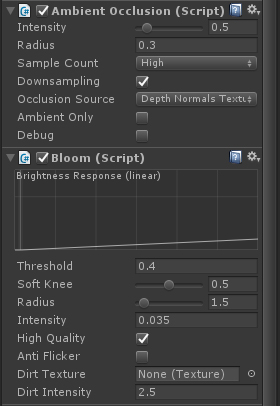 Ambient Occlusion (Script)
Intensity 0.5
Radius 0.3
Sample Count High
Downsampling
Occlusion Source Depth Normals Textu
Ambient Only
Debug
Bloom (Script)
Brightness Response (linear)
Threshold 0.4
Soft Knee 0.5
Radius 1.5
Intensity 0.035
High Quality
Anti Flicker
Dirt Texture None (Texture)
Dirt Intensity 2.5